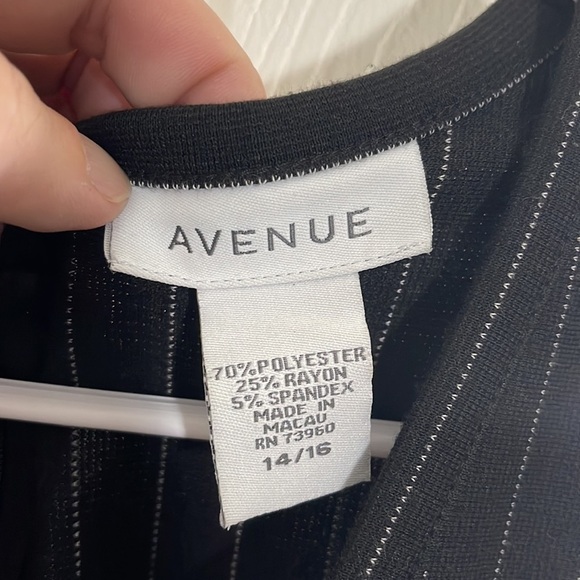 AVENUE
70%POLYESTER
25% RAYON
5% SPANDEX
MADE IN
MACAU
RN 73960
14/16